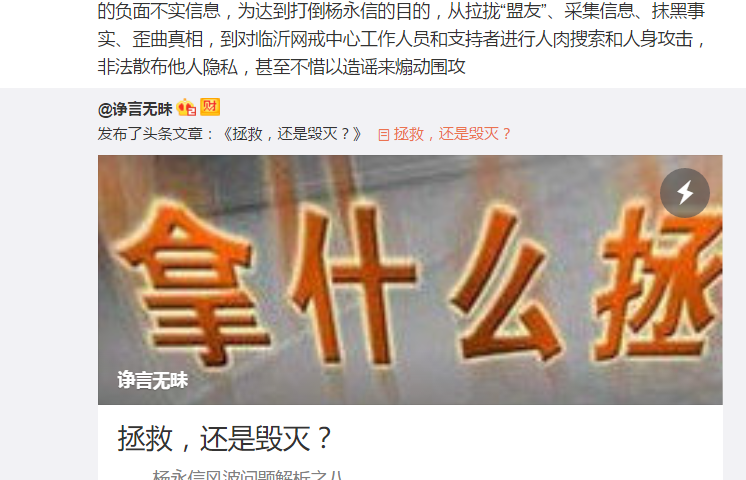 的负面不实信息，为达到打倒杨永信的目的，从拉拢“盟友”、采集信息、抹黑事
实、歪曲真相，到对临沂网戒中心工作人员和支持者进行人肉搜索和人身攻击，
非法散布他人隐私，甚至不惜以造谣来煽动围攻
@诤言无昧 财
发布了头条文章：《拯救，还是毁灭？》 拯救，还是毁灭？
拿什么拯
诤言无昧
拯救，还是毁灭？
杨永信风波问题解析之八